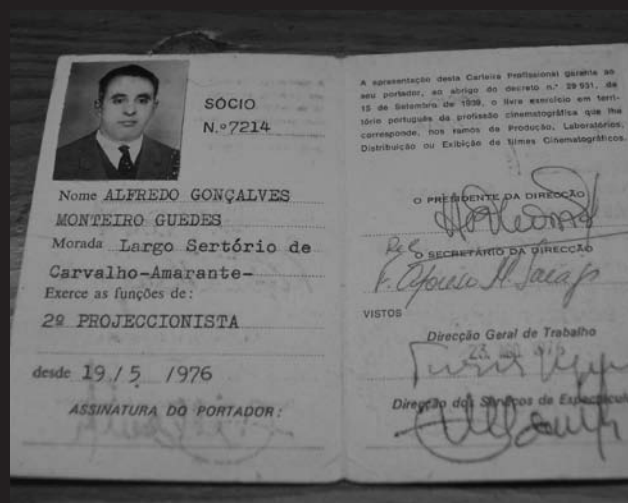 SÓCIO
N.º 7214
Nome ALFREDO GONÇALVES
MONTEIRO GUEDES
Morada Largo Sertório de
Carvalho-Amarante-
Exerce as funções de:
2º PROJECCIONISTA
desde 19/5 /976
ASSINATURA DO PORTADOR:
A apresentação desta Carteira Profissional garante ao
seu portador, ao abrigo do decreto n.º 29 931, de
15 de Setembro de 1939, o livre exercício em terri-
tório português da profissão cinematográfica que lhe
corresponde, nos ramos de Produção, Laboratórios,
Distribuição ou Exibição de filmes Cinematográficos.
O PRESIDENTE DA DIRECÇÃO
O SECRETÁRIO DA DIRECÇÃO
VISTOS
Direcção Geral de Trabalho
Direcção dos Serviços de Espectáculos